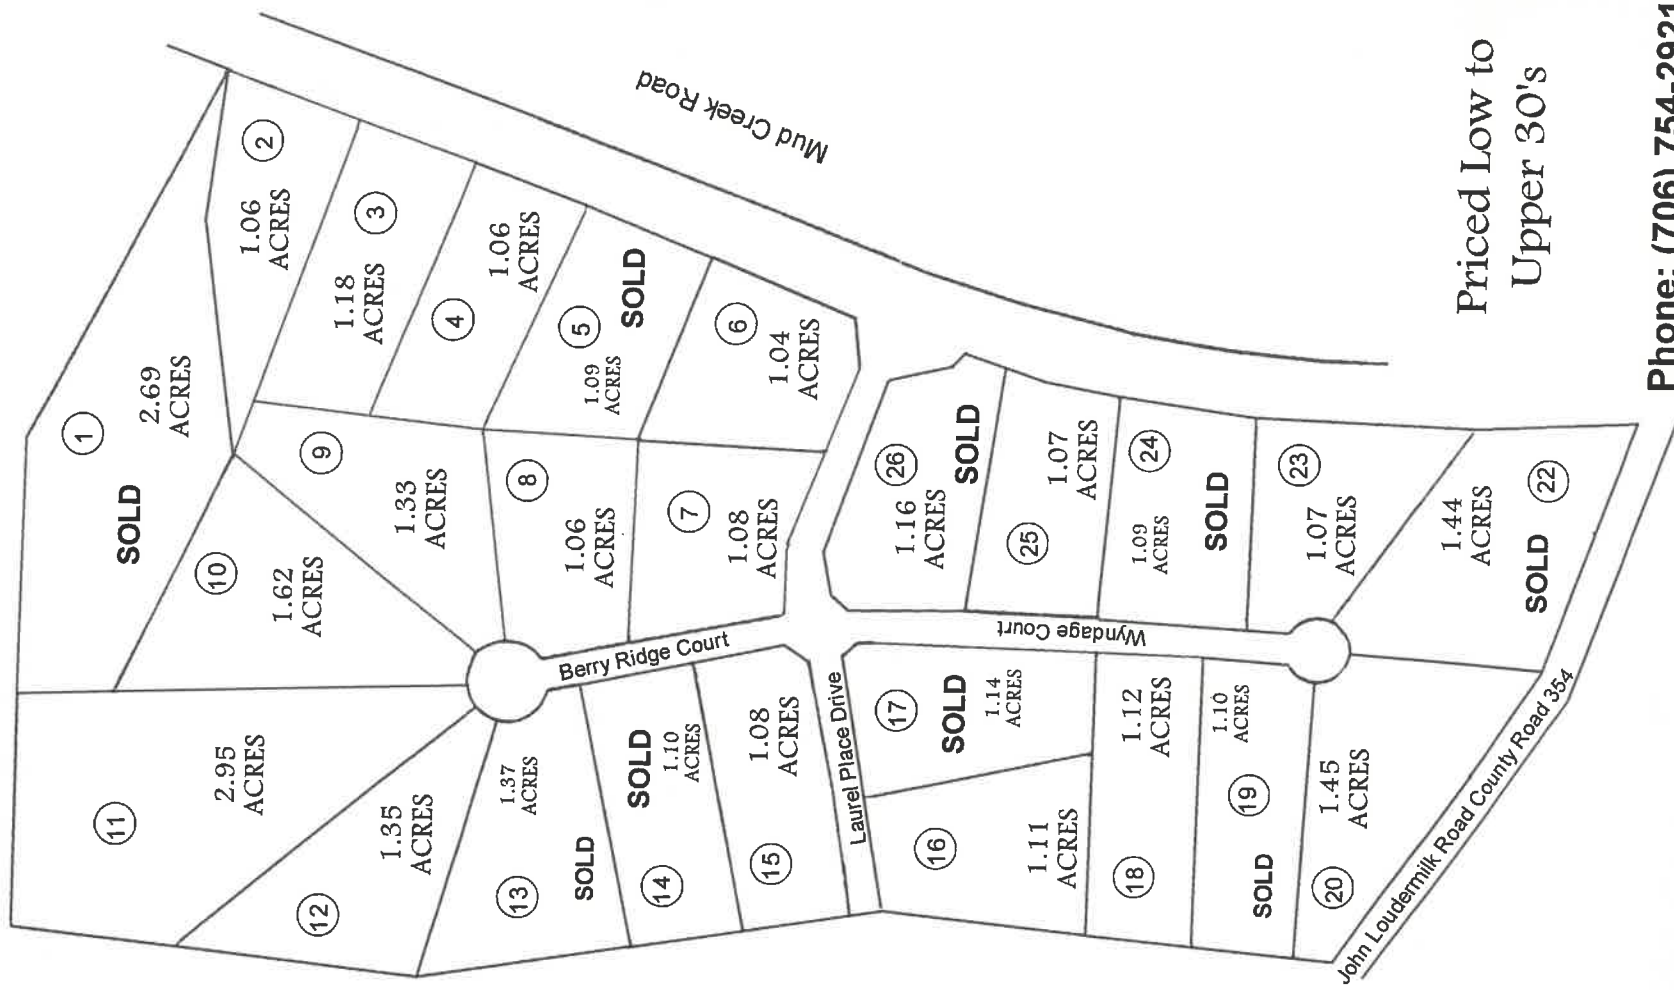 1
2.69
ACRES
SOLD
2
1.06
ACRES
3
1.18
ACRES
4
1.06
ACRES
5
1.09
ACRES
SOLD
6
1.04
ACRES
7
1.08
ACRES
8
1.06
ACRES
9
1.33
ACRES
10
1.62
ACRES
11
2.95
ACRES
12
1.35
ACRES
13
1.37
ACRES
SOLD
14
SOLD
1.10
ACRES
15
1.08
ACRES
16
1.11
ACRES
17
SOLD
1.14
ACRES
18
1.12
ACRES
19
1.10
ACRES
SOLD
20
1.45
ACRES
22
1.44
ACRES
SOLD
23
1.07
ACRES
24
1.09
ACRES
SOLD
25
1.07
ACRES
26
1.16
ACRES
SOLD
Mud Creek Road
Berry Ridge Court
Laurel Place Drive
Wyndage Court
John Loudermilk Road County Road 354
Priced Low to
Upper 30's
Phone: (706) 754-2921